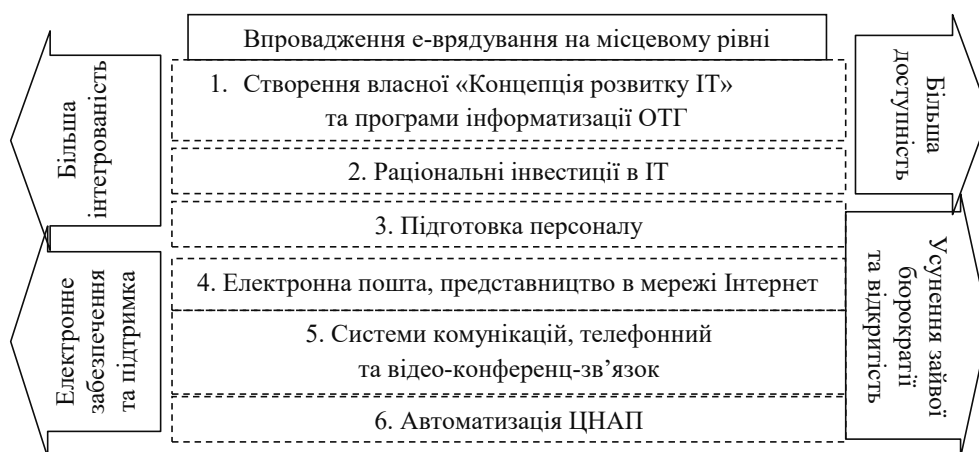 Впровадження е-врядування на місцевому рівні
1. Створення власної «Концепція розвитку ІТ»
та програми інформатизації ОТГ
2. Раціональні інвестиції в ІТ
3. Підготовка персоналу
4. Електронна пошта, представництво в мережі Інтернет
5. Системи комунікацій, телефонний
та відео-конференц-зв’язок
6. Автоматизація ЦНАП
Більша
інтегрованість
Електронне
забезпечення
та підтримка
Більша
доступність
Усунення зайвої
бюрократії
та відкритість